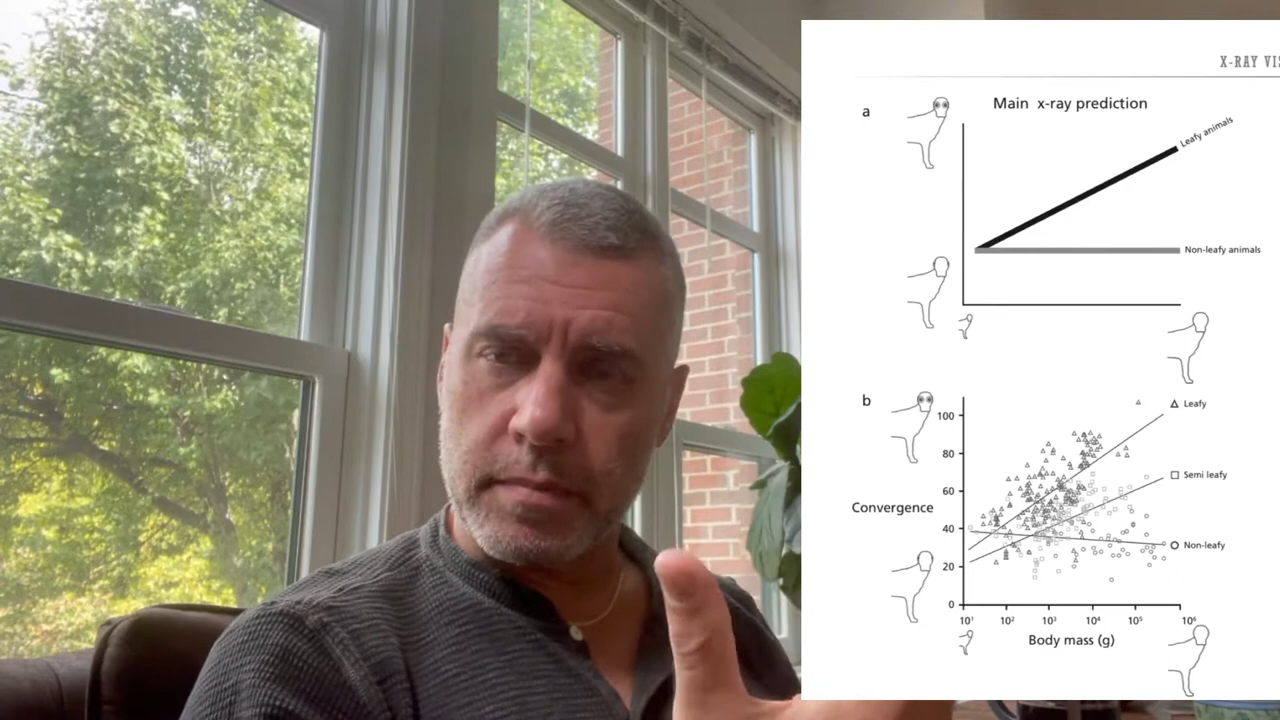 X-RAY
a
Main x-ray prediction
Leafy animals
Non-leafy animals
b
100
80
60
40
20
0
Convergence
Leafy
Semi leafy
Non-leafy
10¹ 10² 10³ 10⁴ 10⁵ 10⁶
Body mass (g)